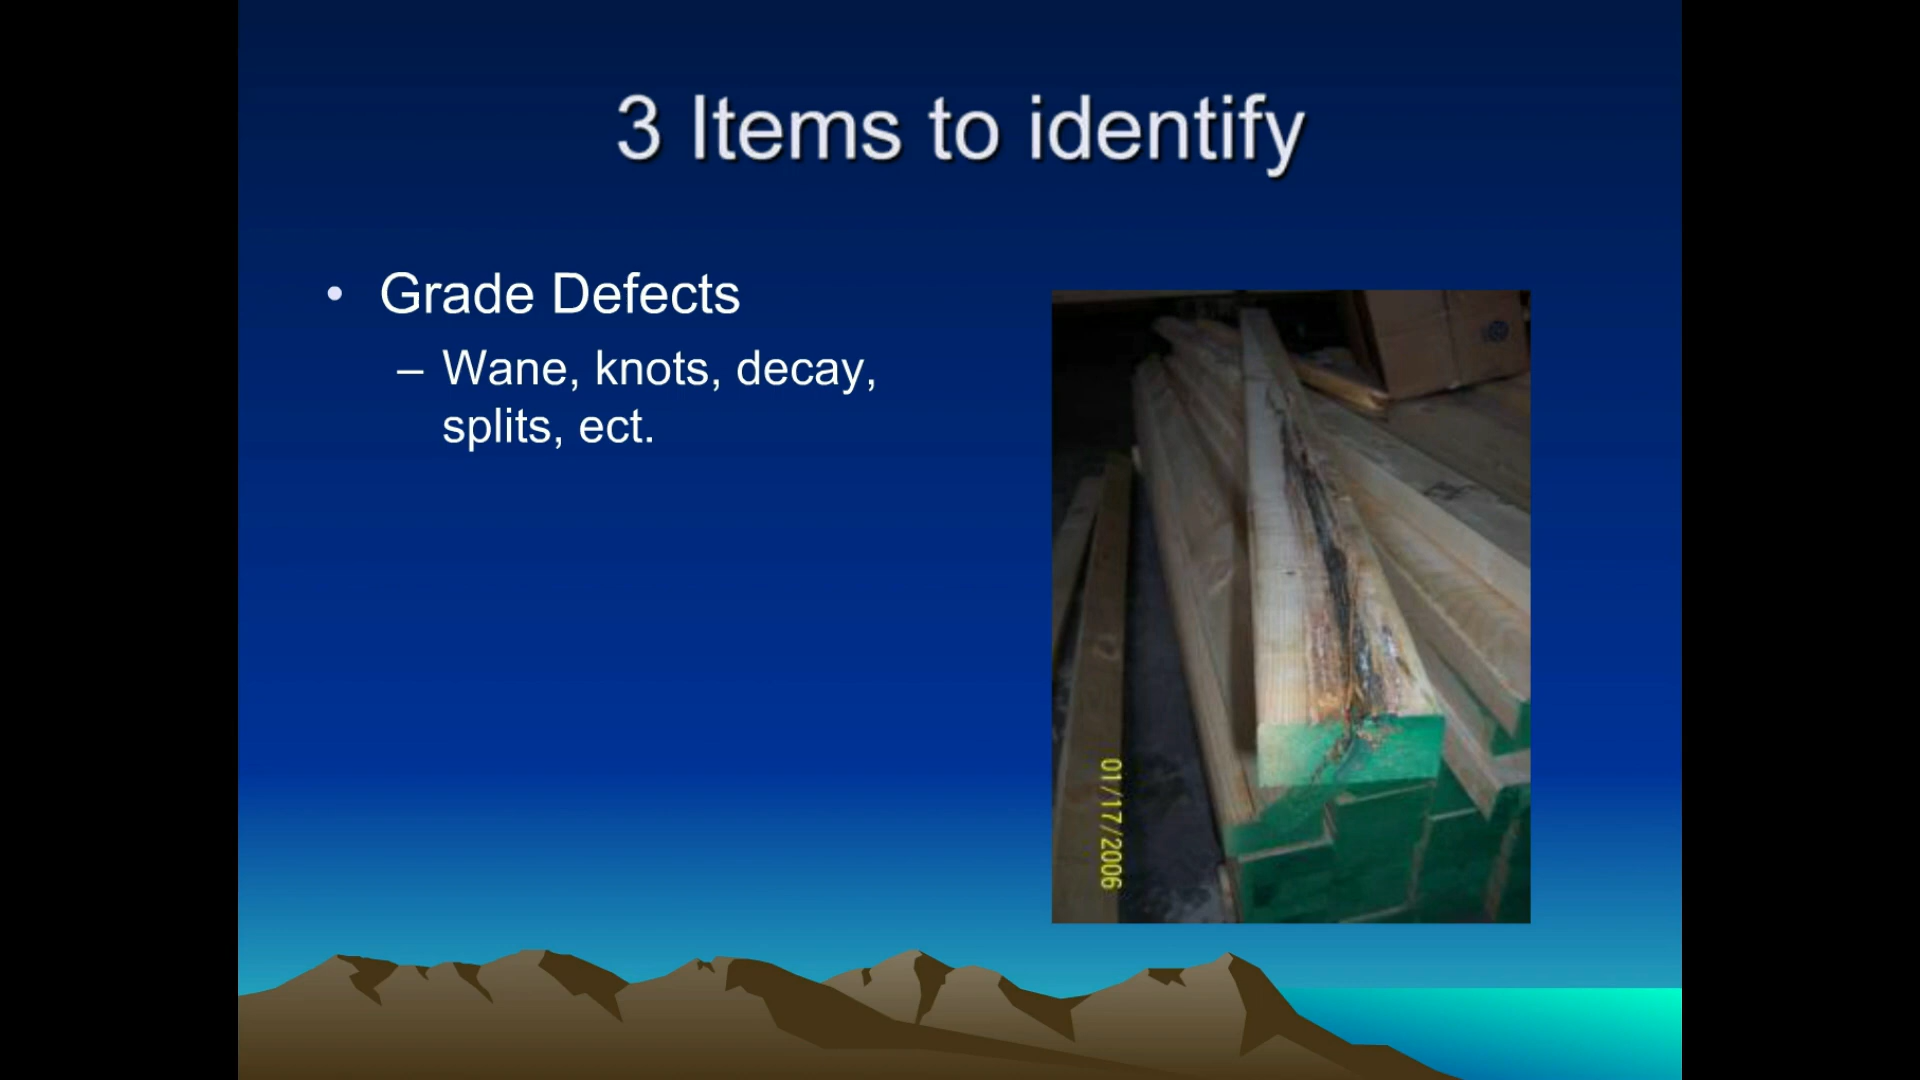 3 Items to identify
• Grade Defects
– Wane, knots, decay,
splits, ect.
01/17/2006